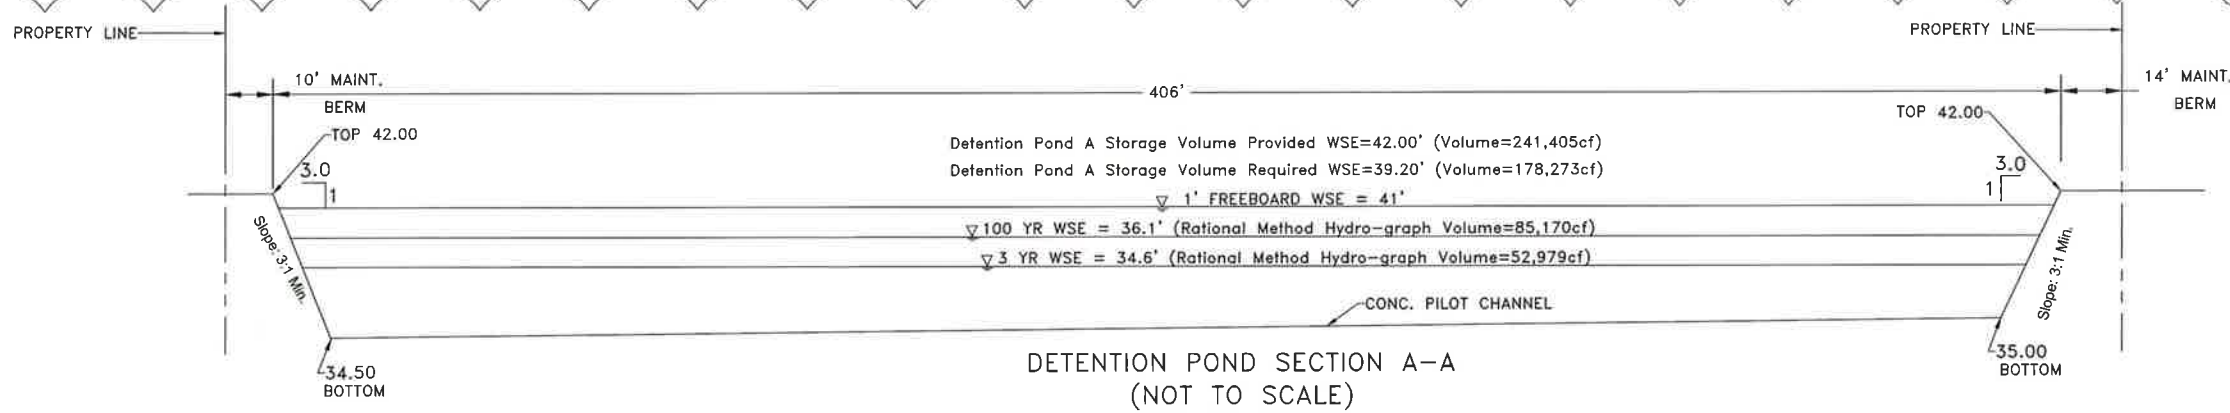 PROPERTY LINE
PROPERTY LINE
10' MAINT.
BERM
406'
14' MAINT.
BERM
TOP 42.00
TOP 42.00
Detention Pond A Storage Volume Provided WSE=42.00' (Volume=241,405cf)
Detention Pond A Storage Volume Required WSE=39.20' (Volume=178,273cf)
3.0
1
3.0
1
1' FREEBOARD WSE = 41'
100 YR WSE = 36.1' (Rational Method Hydro-graph Volume=85,170cf)
3 YR WSE = 34.6' (Rational Method Hydro-graph Volume=52,979cf)
Slope: 3:1 Min.
Slope: 3:1 Min.
CONC. PILOT CHANNEL
34.50
BOTTOM
35.00
BOTTOM
DETENTION POND SECTION A-A
(NOT TO SCALE)